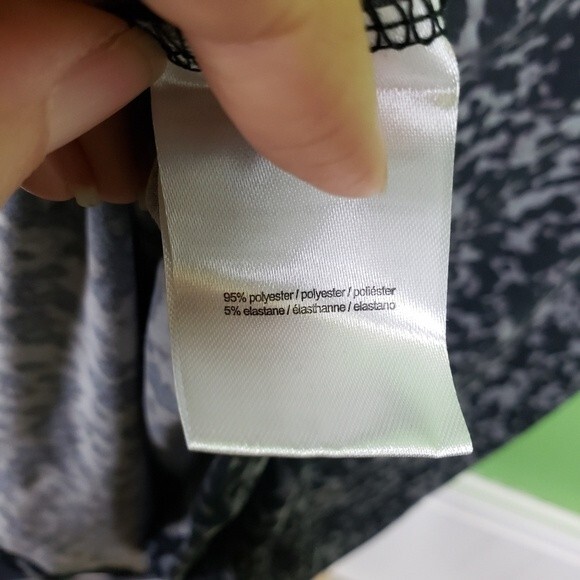 95% polyester / polyester / poliéster
5% elastane / élasthanne / elastano